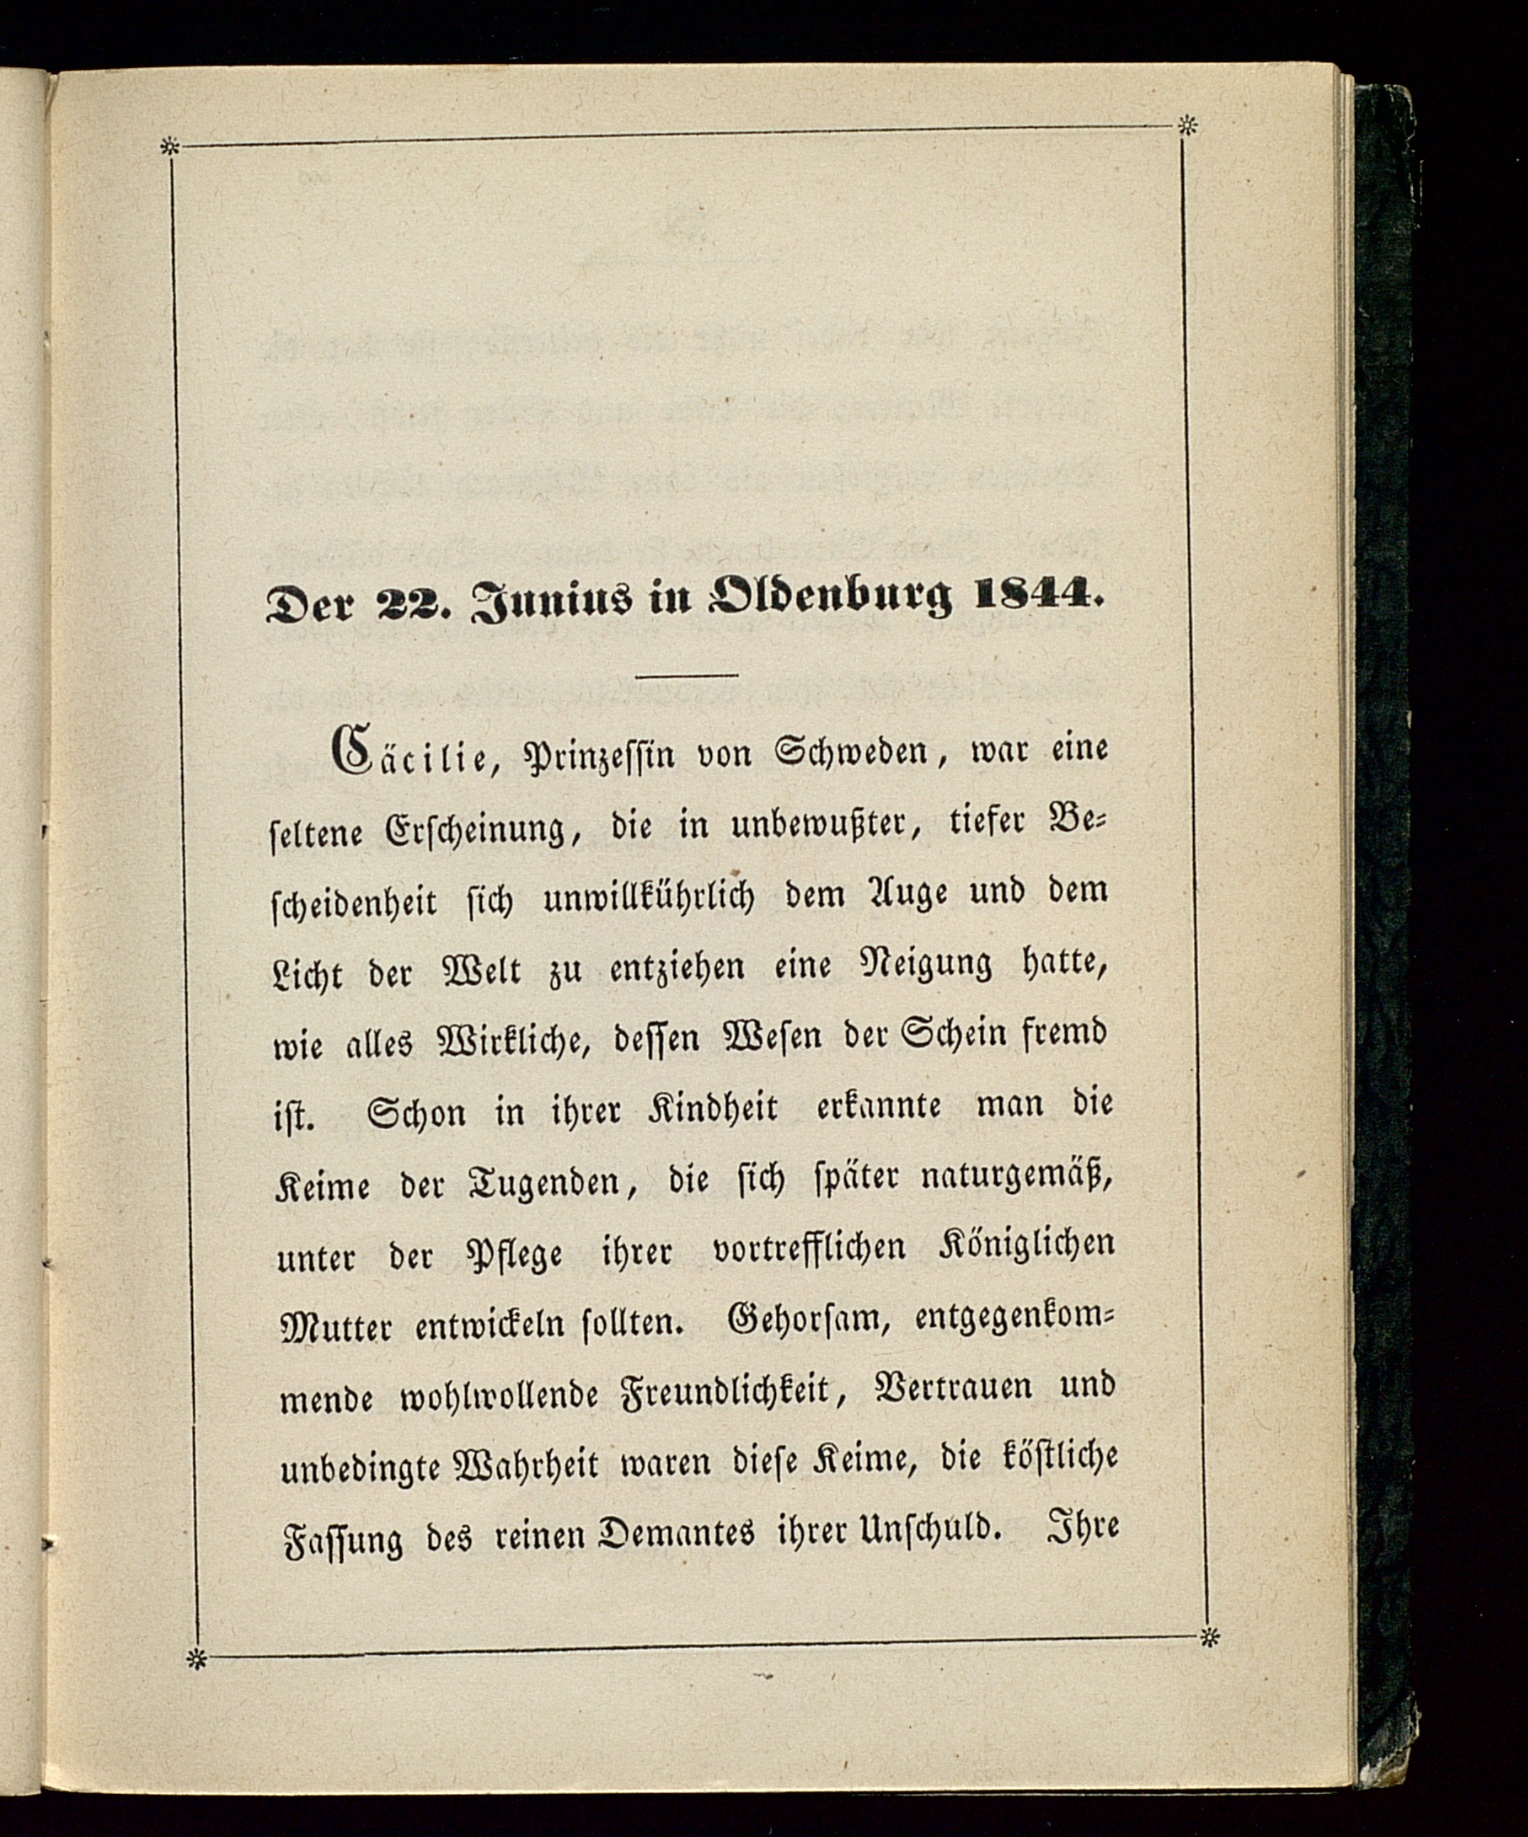 Der 22. Junius in Oldenburg 1844.
Cäcilie, Prinzessin von Schweden, war eine
seltene Erscheinung, die in unbewußter, tiefer Be-
scheidenheit sich unwillkührlich dem Auge und dem
Licht der Welt zu entziehen eine Neigung hatte,
wie alles Wirkliche, dessen Wesen der Schein fremd
ist. Schon in ihrer Kindheit erkannte man die
Keime der Tugenden, die sich später naturgemäß,
unter der Pflege ihrer vortrefflichen Königlichen
Mutter entwickeln sollten. Gehorsam, entgegenkom-
mende wohlwollende Freundlichkeit, Vertrauen und
unbedingte Wahrheit waren diese Keime, die köstliche
Fassung des reinen Demantes ihrer Unschuld. Ihre